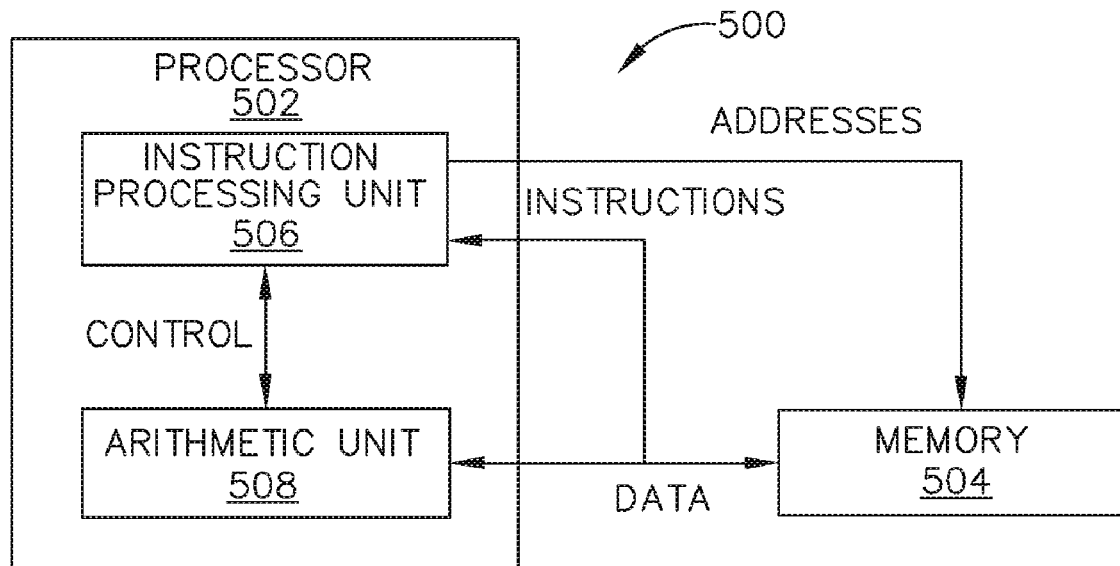 500
PROCESSOR
502
ADDRESSES
INSTRUCTION
PROCESSING UNIT
506
INSTRUCTIONS
CONTROL
ARITHMETIC UNIT
508
DATA
MEMORY
504